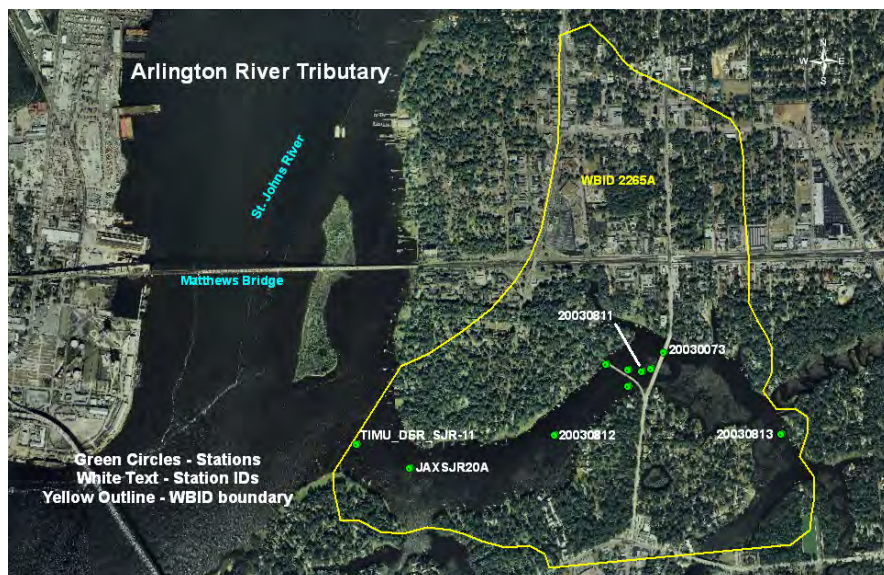 Arlington River Tributary
N
W E
S
St. Johns River
WBID 2265A
Matthews Bridge
20030811
20030073
TIMU_DER_SJR-11
20030812
20030813
JAXSJR20A
Green Circles - Stations
White Text - Station IDs
Yellow Outline - WBID boundary